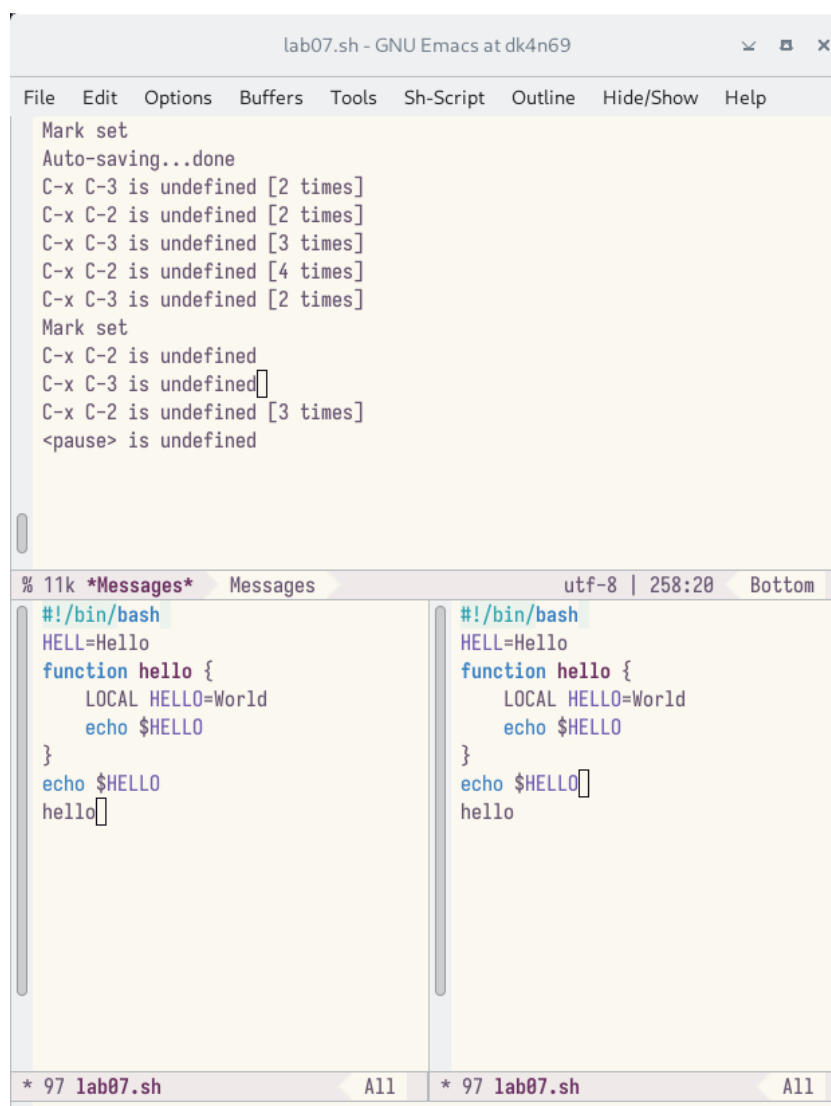 lab07.sh - GNU Emacs at dk4n69
File Edit Options Buffers Tools Sh-Script Outline Hide/Show Help
Mark set
Auto-saving...done
C-x C-3 is undefined [2 times]
C-x C-2 is undefined [2 times]
C-x C-3 is undefined [3 times]
C-x C-2 is undefined [4 times]
C-x C-3 is undefined [2 times]
Mark set
C-x C-2 is undefined
C-x C-3 is undefined
C-x C-2 is undefined [3 times]
<pause> is undefined
% 11k *Messages* Messages utf-8 | 258:20 Bottom
#!/bin/bash
HELL=Hello
function hello {
    LOCAL HELLO=World
    echo $HELLO
}
echo $HELLO
hello
* 97 lab07.sh All
#!/bin/bash
HELL=Hello
function hello {
    LOCAL HELLO=World
    echo $HELLO
}
echo $HELLO
hello
* 97 lab07.sh All